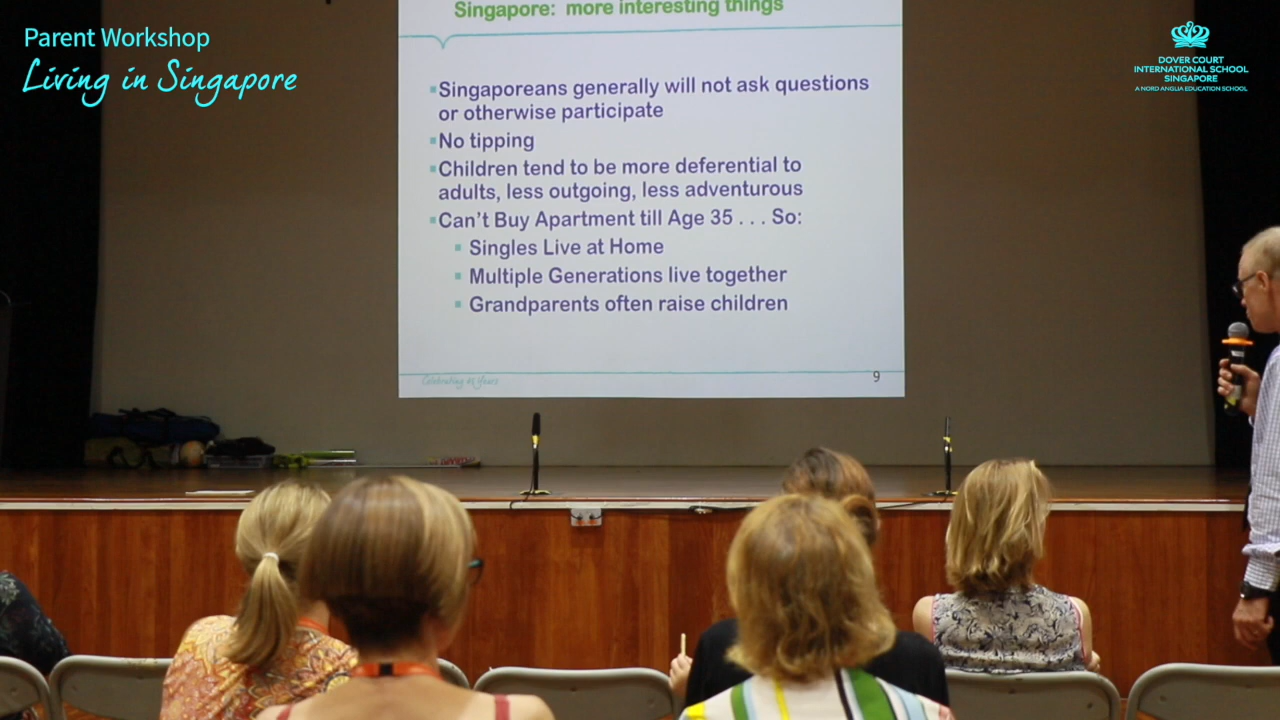 Parent Workshop
Living in Singapore
DOVER COURT
INTERNATIONAL SCHOOL
SINGAPORE
A NORD ANGLIA EDUCATION SCHOOL
Singapore: more interesting things
Singaporeans generally will not ask questions
or otherwise participate
No tipping
Children tend to be more deferential to
adults, less outgoing, less adventurous
Can't Buy Apartment till Age 35 . . . So:
Singles Live at Home
Multiple Generations live together
Grandparents often raise children
9